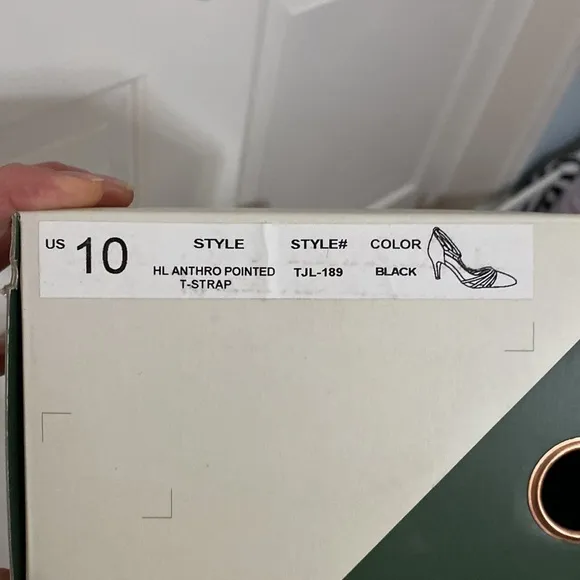 US 10 STYLE STYLE# COLOR
HL ANTHRO POINTED TJL-189 BLACK
T-STRAP